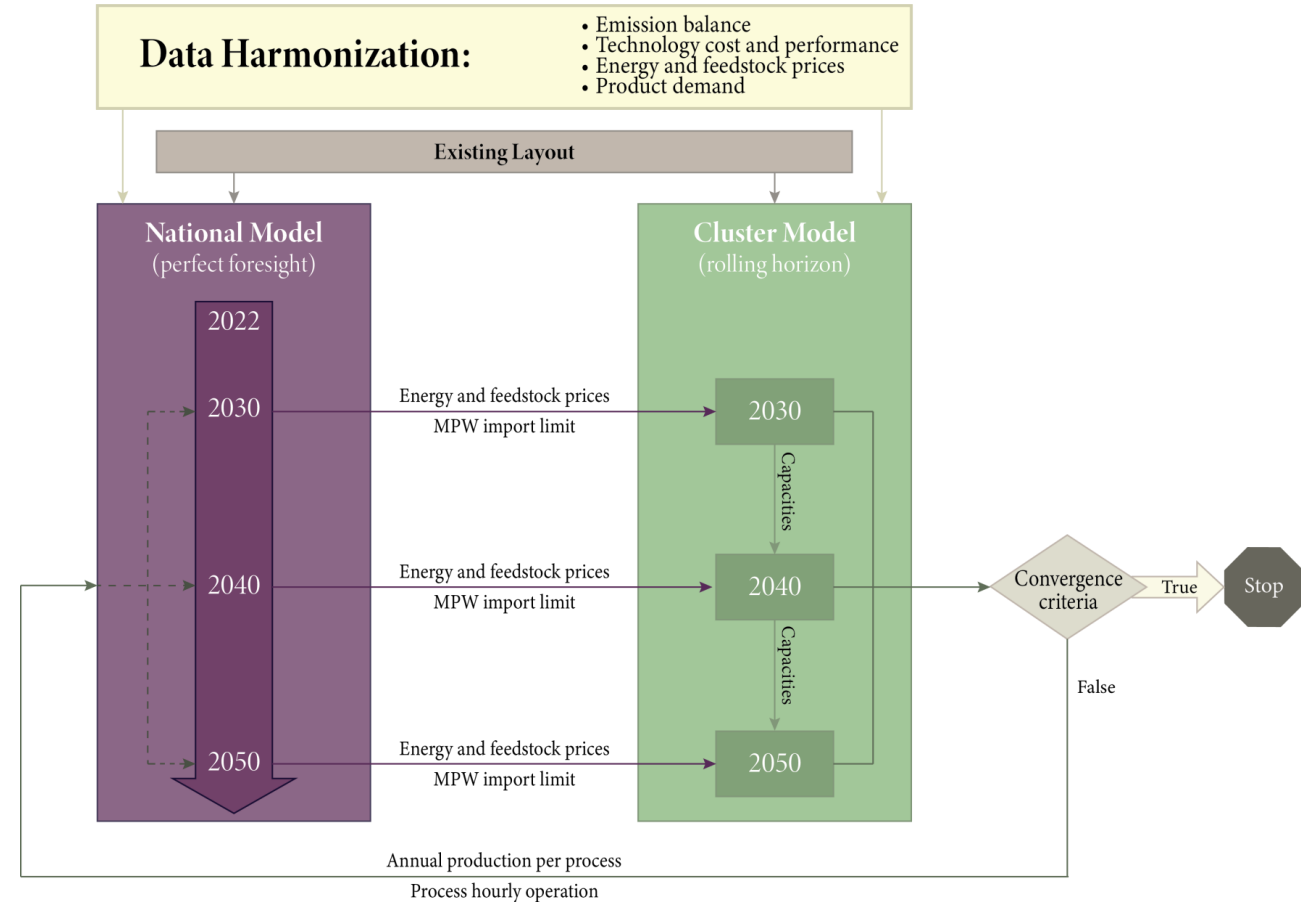 Data Harmonization:
• Emission balance
• Technology cost and performance
• Energy and feedstock prices
• Product demand
Existing Layout
National Model
(perfect foresight)
Cluster Model
(rolling horizon)
2022
2030
Energy and feedstock prices
MPW import limit
2030
Capacities
2040
Energy and feedstock prices
MPW import limit
2040
Convergence
criteria
True
Stop
Capacities
False
2050
Energy and feedstock prices
MPW import limit
2050
Annual production per process
Process hourly operation